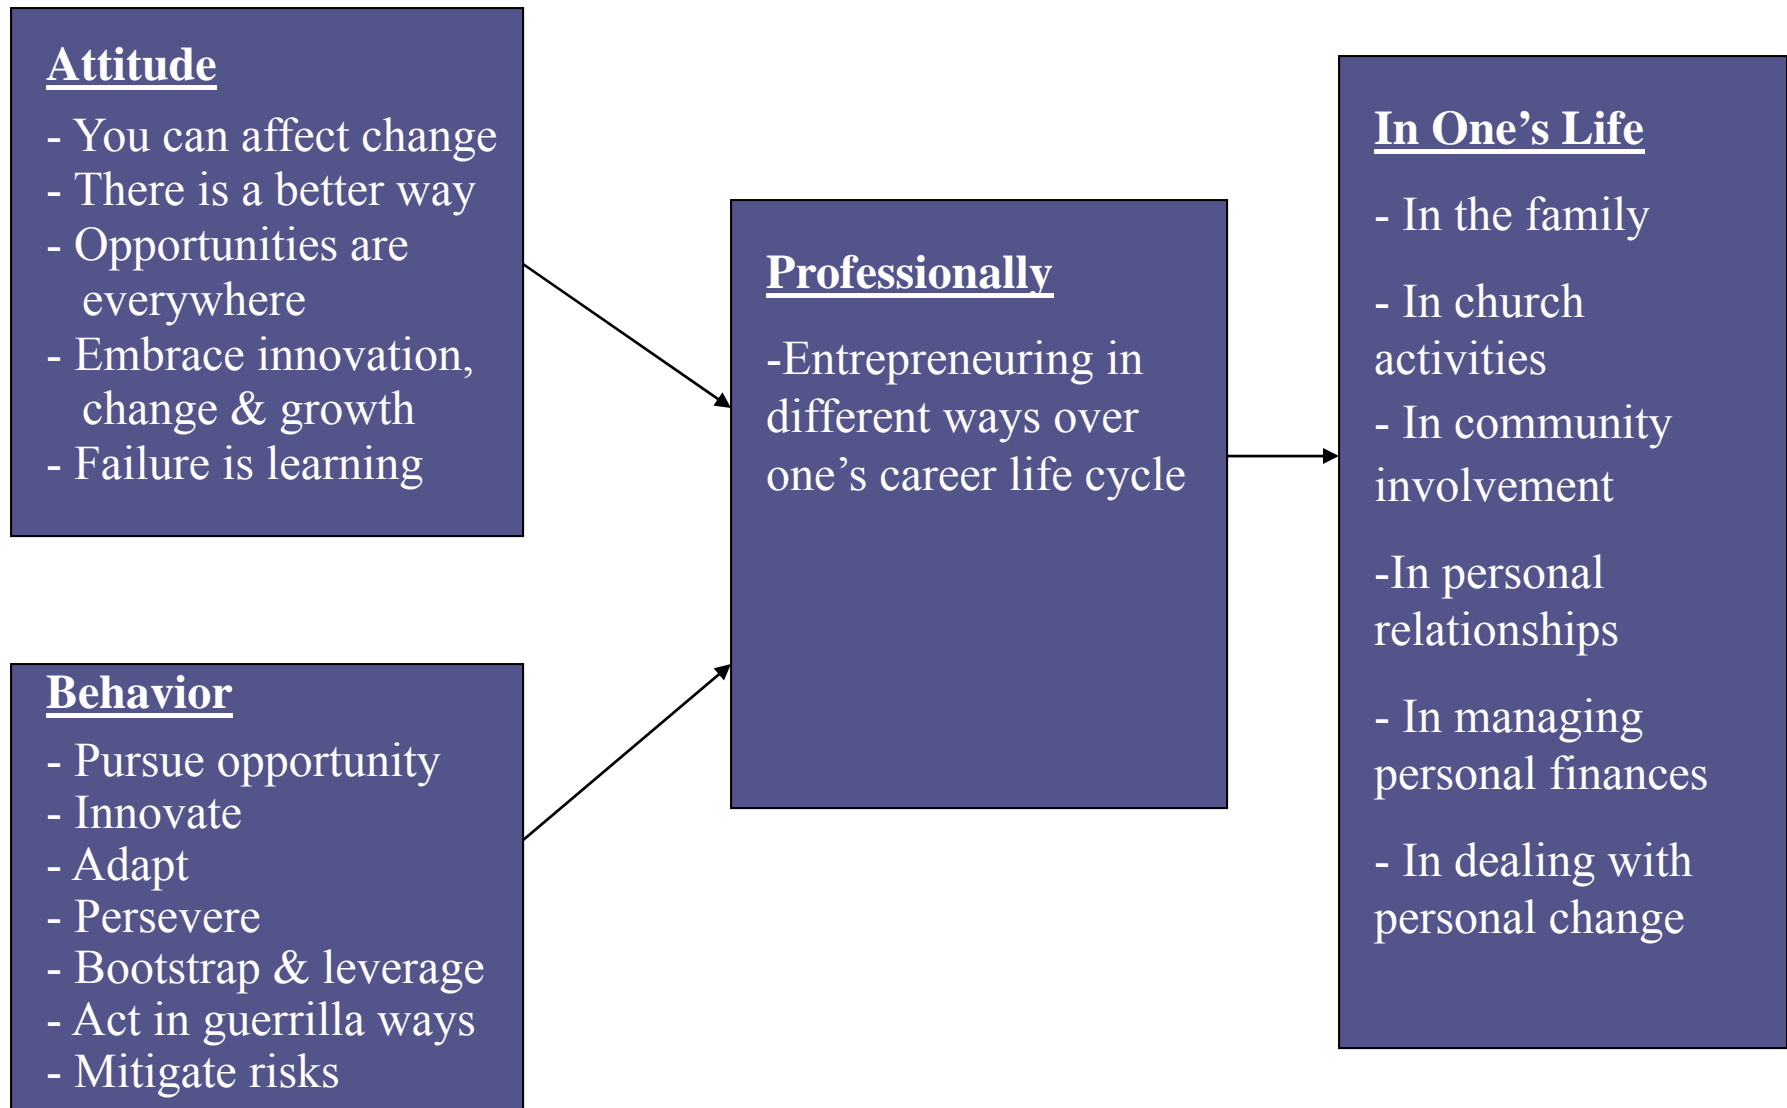 Attitude
- You can affect change
- There is a better way
- Opportunities are
everywhere
- Embrace innovation,
change & growth
- Failure is learning
Behavior
- Pursue opportunity
- Innovate
- Adapt
- Persevere
- Bootstrap & leverage
- Act in guerrilla ways
- Mitigate risks
Professionally
-Entrepreneuring in
different ways over
one’s career life cycle
In One’s Life
- In the family
- In church
activities
- In community
involvement
-In personal
relationships
- In managing
personal finances
- In dealing with
personal change